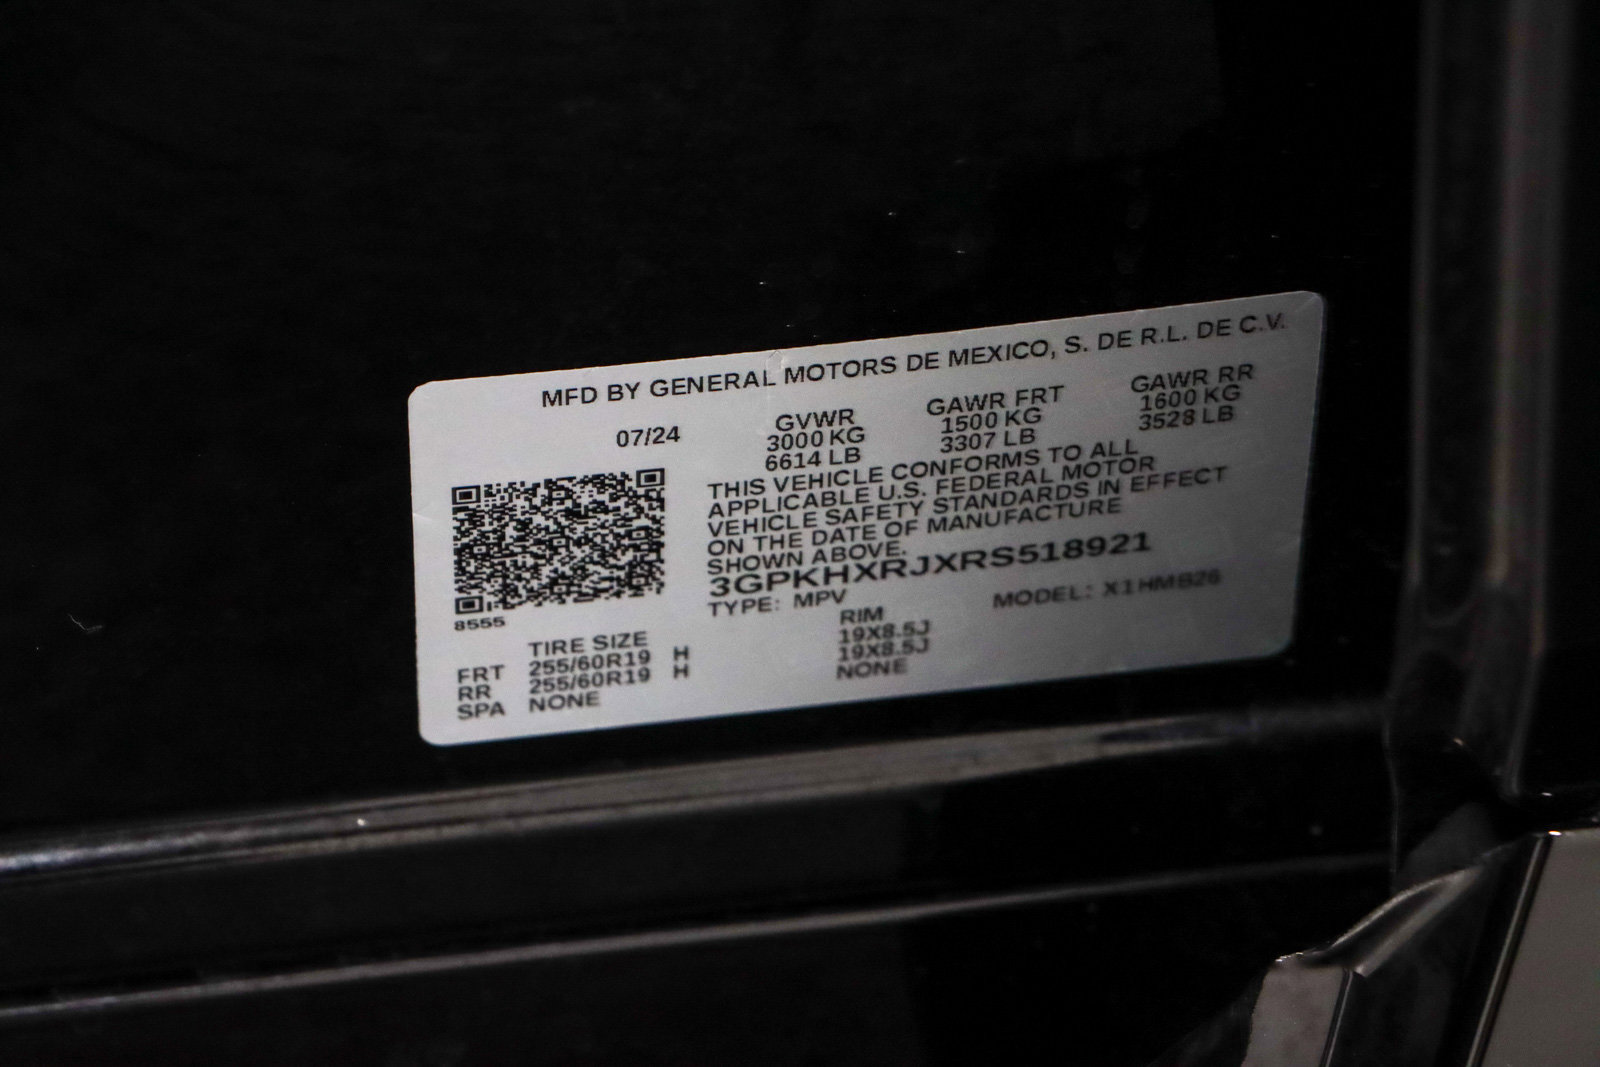 MFD BY GENERAL MOTORS DE MEXICO, S. DE R.L. DE C.V.
07/24 GVWR GAWR FRT GAWR RR
3000 KG 1500 KG 1600 KG
6614 LB 3307 LB 3528 LB
THIS VEHICLE CONFORMS TO ALL
APPLICABLE U.S. FEDERAL MOTOR
VEHICLE SAFETY STANDARDS IN EFFECT
ON THE DATE OF MANUFACTURE
SHOWN ABOVE.
3GPKHXRJXRS518921
TYPE: MPV MODEL: X1HMB26
8555
TIRE SIZE RIM
FRT 255/60R19 H 19X8.5J
RR 255/60R19 H 19X8.5J
SPA NONE NONE